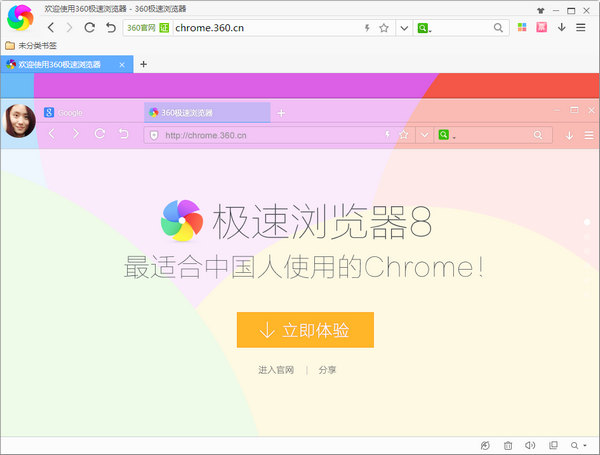 欢迎使用360极速浏览器 - 360极速浏览器
360官网 证 chrome.360.cn
未分类书签
欢迎使用360极速浏览器
Google
360极速浏览器
http://chrome.360.cn
极速浏览器8
最适合中国人使用的Chrome!
立即体验
进入官网 | 分享